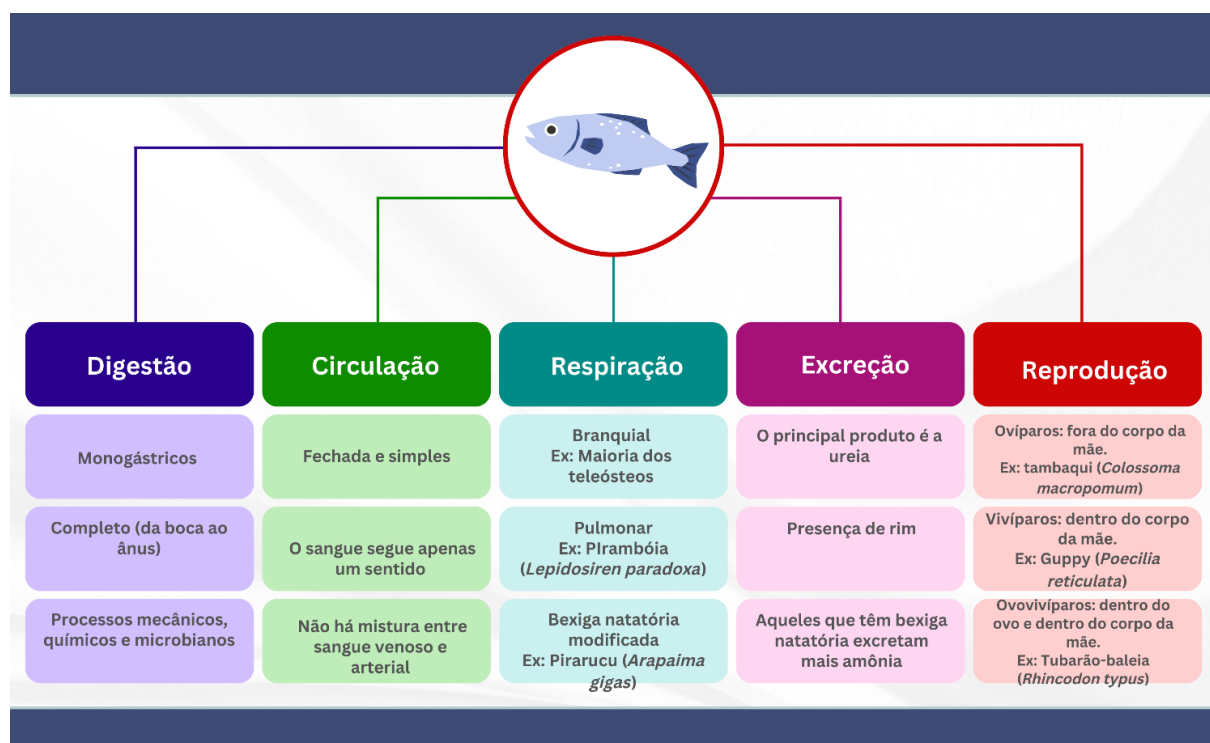 Digestão
Monogástricos
Completo (da boca ao
ânus)
Processos mecânicos,
químicos e microbianos
Circulação
Fechada e simples
O sangue segue apenas
um sentido
Não há mistura entre
sangue venoso e
arterial
Respiração
Branquial
Ex: Maioria dos
teleósteos
Pulmonar
Ex: PIrambóia
(Lepidosiren paradoxa)
Bexiga natatória
modificada
Ex: Pirarucu (Arapaima
gigas)
Excreção
O principal produto é a
ureia
Presença de rim
Aqueles que têm bexiga
natatória excretam
mais amônia
Reprodução
Ovíparos: fora do corpo da
mãe.
Ex: tambaqui (Colossoma
macropomum)
Vivíparos: dentro do corpo
da mãe.
Ex: Guppy (Poecilia
reticulata)
Ovovivíparos: dentro do
ovo e dentro do corpo da
mãe.
Ex: Tubarão-baleia
(Rhincodon typus)